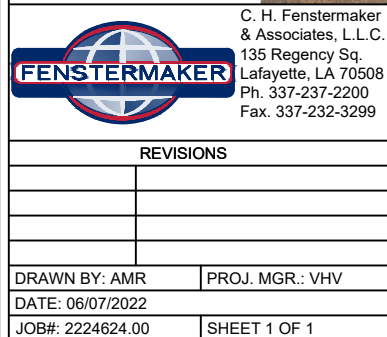 FENSTERMAKER
C. H. Fenstermaker
& Associates, L.L.C.
135 Regency Sq.
Lafayette, LA 70508
Ph. 337-237-2200
Fax. 337-232-3299
REVISIONS
DRAWN BY: AMR
PROJ. MGR.: VHV
DATE: 06/07/2022
JOB#: 2224624.00
SHEET 1 OF 1